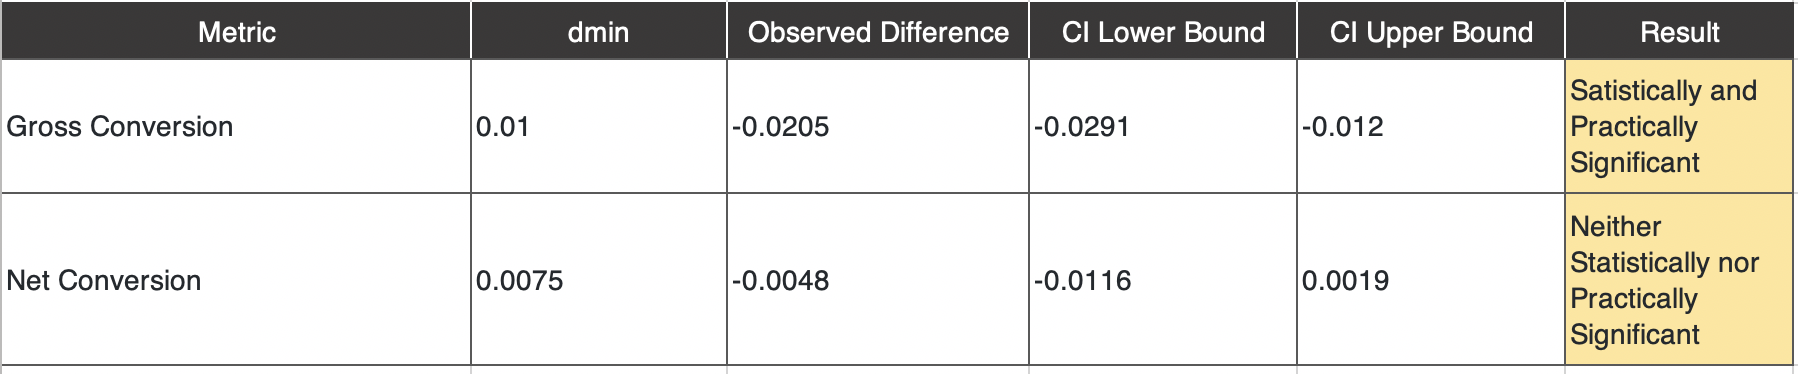 Metric dmin Observed Difference CI Lower Bound CI Upper Bound Result
Gross Conversion 0.01 -0.0205 -0.0291 -0.012 Satistically and
Practically
Significant
Net Conversion 0.0075 -0.0048 -0.0116 0.0019 Neither
Statistically nor
Practically
Significant